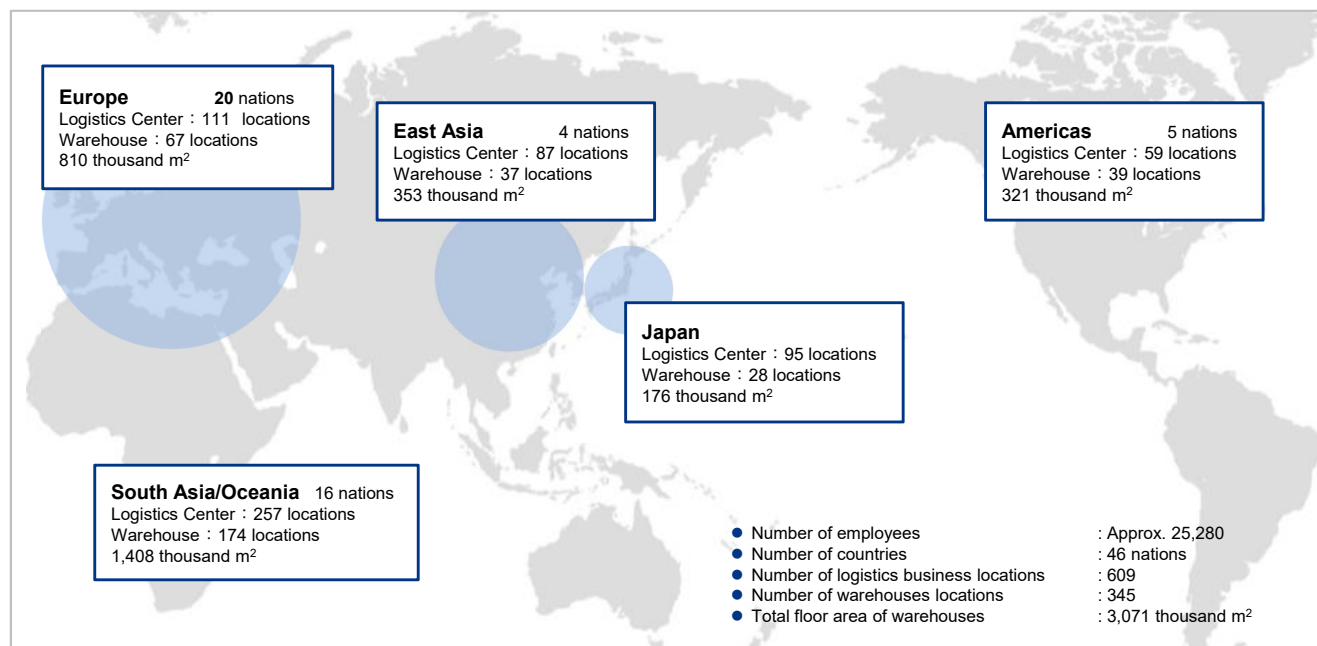 Europe 20 nations
Logistics Center：111 locations
Warehouse：67 locations
810 thousand m²
East Asia 4 nations
Logistics Center：87 locations
Warehouse：37 locations
353 thousand m²
Americas 5 nations
Logistics Center：59 locations
Warehouse：39 locations
321 thousand m²
Japan
Logistics Center：95 locations
Warehouse：28 locations
176 thousand m²
South Asia/Oceania 16 nations
Logistics Center：257 locations
Warehouse：174 locations
1,408 thousand m²
● Number of employees : Approx. 25,280
● Number of countries : 46 nations
● Number of logistics business locations : 609
● Number of warehouses locations : 345
● Total floor area of warehouses : 3,071 thousand m²